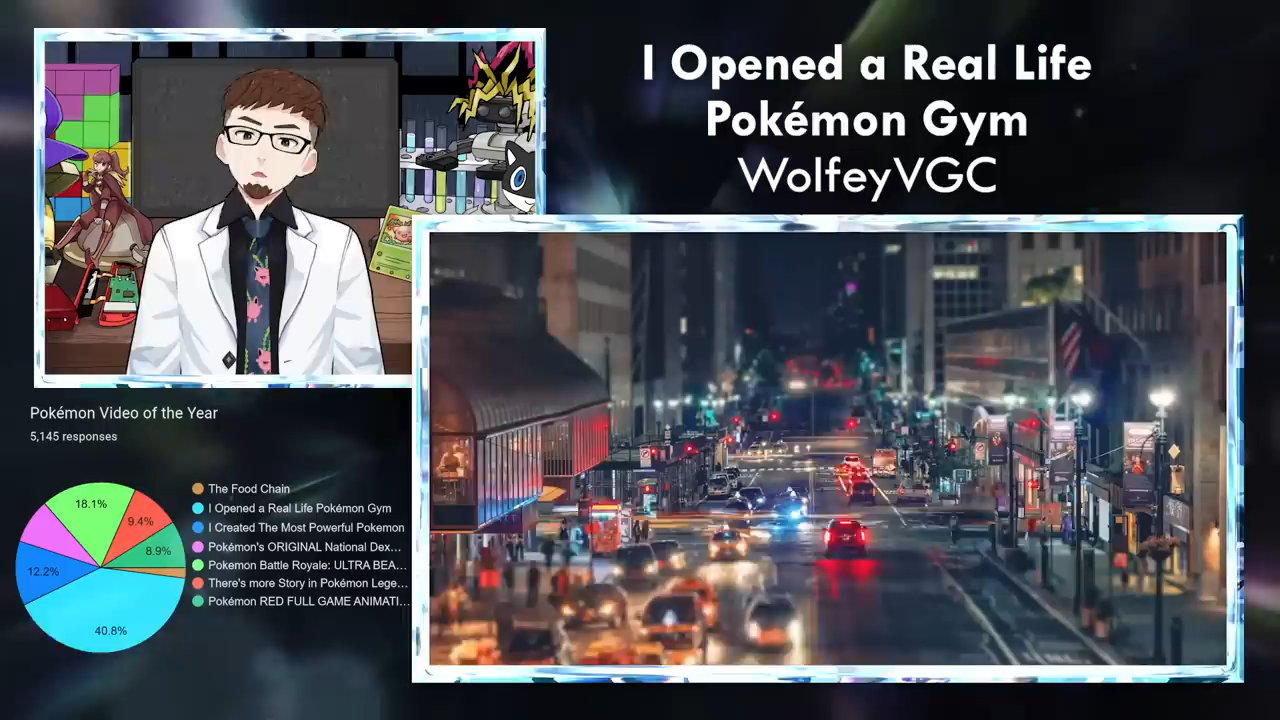 I Opened a Real Life
Pokémon Gym
WolfeyVGC
Pokémon Video of the Year
5,145 responses
18.1%
9.4%
8.9%
12.2%
40.8%
The Food Chain
I Opened a Real Life Pokémon Gym
I Created The Most Powerful Pokemon
Pokémon's ORIGINAL National Dex...
Pokemon Battle Royale: ULTRA BEA...
There's more Story in Pokémon Lege...
Pokémon RED FULL GAME ANIMATI...